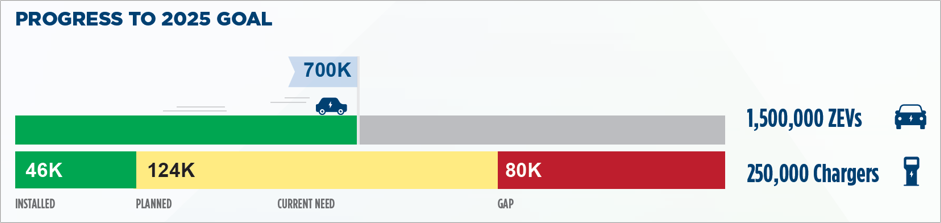 PROGRESS TO 2025 GOAL
700K
1,500,000 ZEVs
46K 124K 80K 250,000 Chargers
INSTALLED PLANNED CURRENT NEED GAP